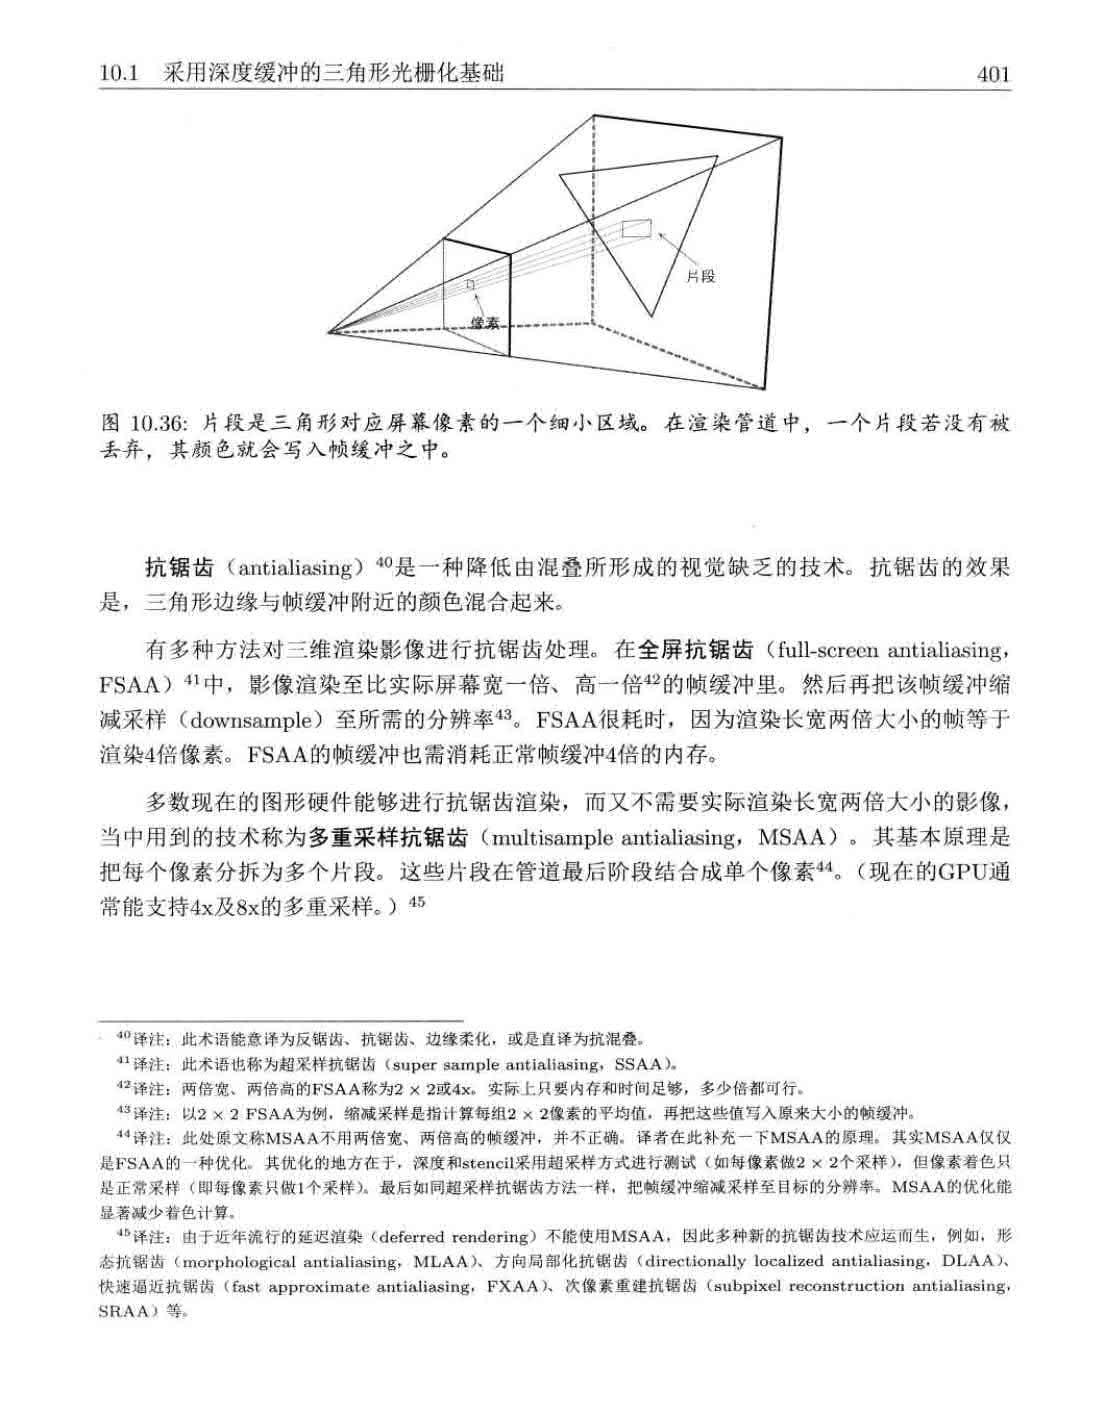 10.1 采用深度缓冲的三角形光栅化基础 401
片段
像素
图 10.36: 片段是三角形对应屏幕像素的一个细小区域。在渲染管道中，一个片段若没有被
丢弃，其颜色就会写入帧缓冲之中。
抗锯齿（antialiasing）40是一种降低由混叠所形成的视觉缺乏的技术。抗锯齿的效果
是，三角形边缘与帧缓冲附近的颜色混合起来。
有多种方法对三维渲染影像进行抗锯齿处理。在全屏抗锯齿（full-screen antialiasing，
FSAA）41中，影像渲染至比实际屏幕宽一倍、高一倍42的帧缓冲里。然后再把该帧缓冲缩
减采样（downsample）至所需的分辨率43。FSAA很耗时，因为渲染长宽两倍大小的帧等于
渲染4倍像素。FSAA的帧缓冲也需消耗正常帧缓冲4倍的内存。
多数现在的图形硬件能够进行抗锯齿渲染，而又不需要实际渲染长宽两倍大小的影像，
当中用到的技术称为多重采样抗锯齿（multisample antialiasing，MSAA）。其基本原理是
把每个像素分拆为多个片段。这些片段在管道最后阶段结合成单个像素44。（现在的GPU通
常能支持4x及8x的多重采样。）45
40译注：此术语能意译为反锯齿、抗锯齿、边缘柔化，或是直译为抗混叠。
41译注：此术语也称为超采样抗锯齿（super sample antialiasing，SSAA）。
42译注：两倍宽、两倍高的FSAA称为2 × 2或4x。实际上只要内存和时间足够，多少倍都可行。
43译注：以2 × 2 FSAA为例，缩减采样是指计算每组2 × 2像素的平均值，再把这些值写入原来大小的帧缓冲。
44译注：此处原文称MSAA不用两倍宽、两倍高的帧缓冲，并不正确。译者在此补充一下MSAA的原理。其实MSAA仅仅
是FSAA的一种优化。其优化的地方在于，深度和stencil采用超采样方式进行测试（如每像素做2 × 2个采样），但像素着色只
是正常采样（即每像素只做1个采样）。最后如同超采样抗锯齿方法一样，把帧缓冲缩减采样至目标的分辨率。MSAA的优化能
显著减少着色计算。
45译注：由于近年流行的延迟渲染（deferred rendering）不能使用MSAA，因此多种新的抗锯齿技术应运而生，例如，形
态抗锯齿（morphological antialiasing，MLAA）、方向局部化抗锯齿（directionally localized antialiasing，DLAA）、
快速逼近抗锯齿（fast approximate antialiasing，FXAA）、次像素重建抗锯齿（subpixel reconstruction antialiasing，
SRAA）等。